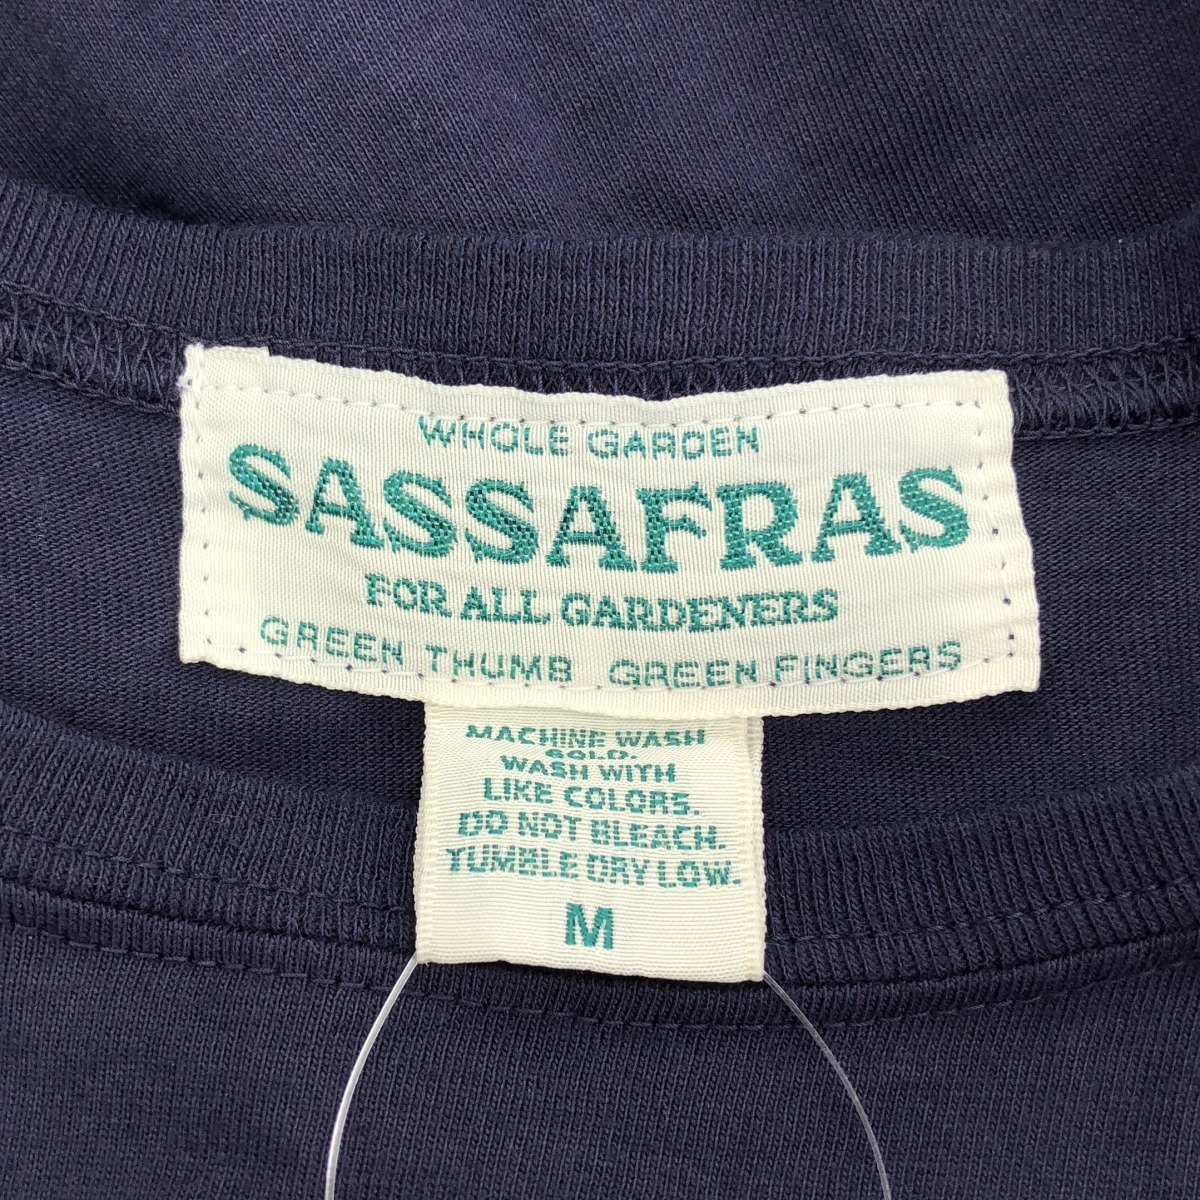 WHOLE GARDEN
SASSAFRAS
FOR ALL GARDENERS
GREEN THUMB GREEN FINGERS
MACHINE WASH
COLD.
WASH WITH
LIKE COLORS.
DO NOT BLEACH.
TUMBLE DRY LOW.
M